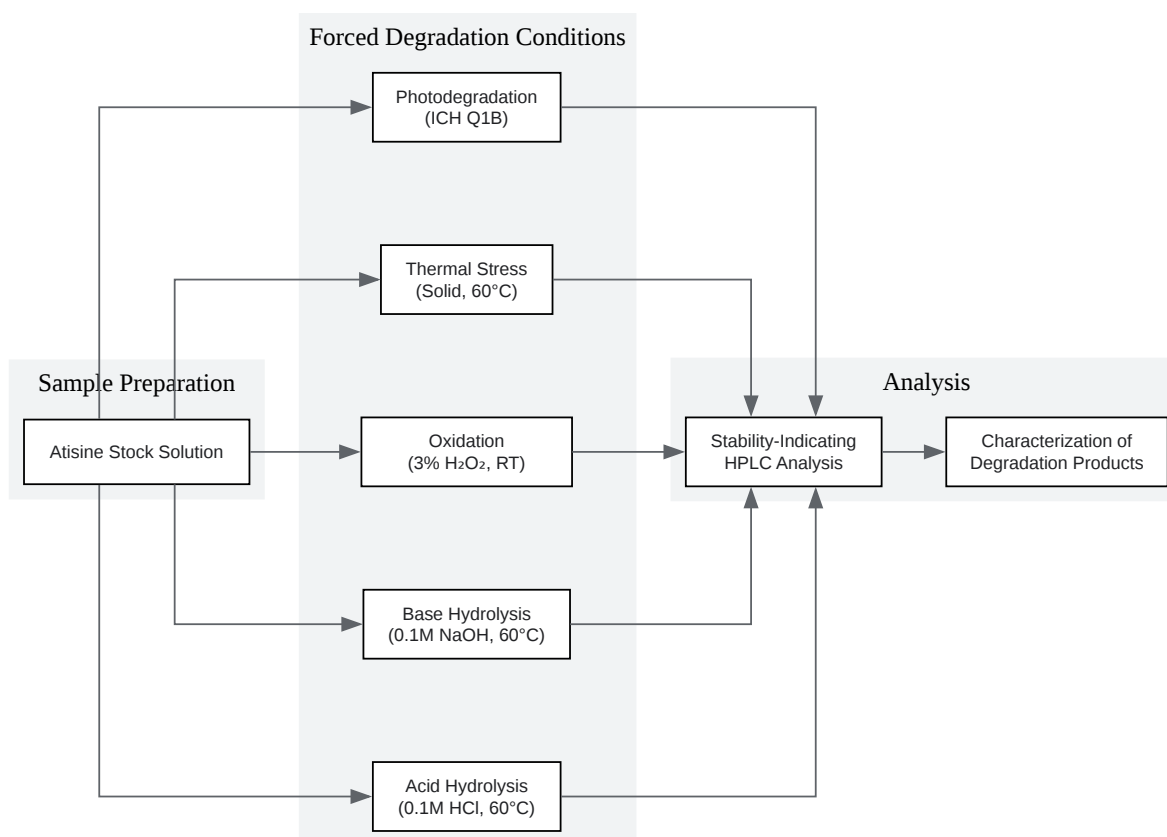 Forced Degradation Conditions
Photodegradation
(ICH Q1B)
Thermal Stress
(Solid, 60°C)
Sample Preparation
Analysis
Atisine Stock Solution
Oxidation
(3% H₂O₂, RT)
Stability-Indicating
HPLC Analysis
Characterization of
Degradation Products
Base Hydrolysis
(0.1M NaOH, 60°C)
Acid Hydrolysis
(0.1M HCl, 60°C)